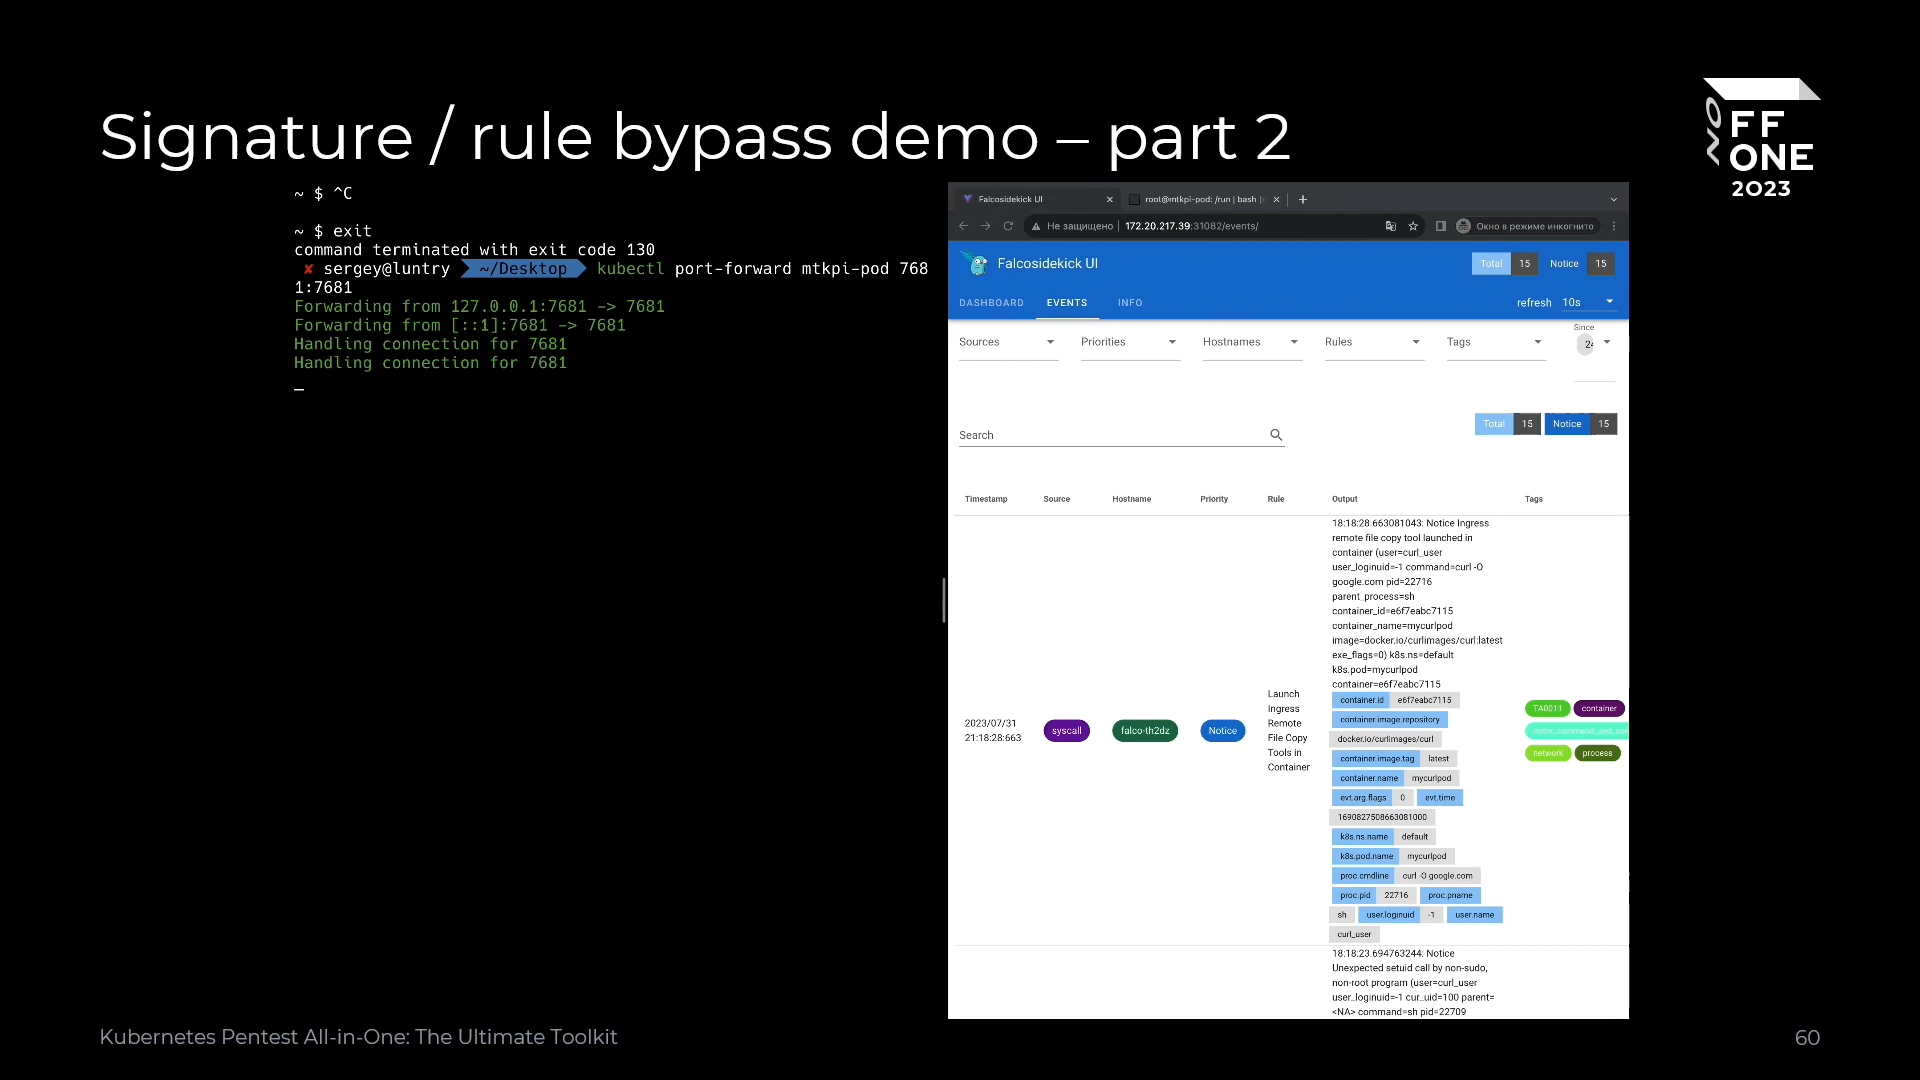 Signature / rule bypass demo – part 2
OFF
ZONE
2023
~ $ ^C
~ $ exit
command terminated with exit code 130
✘ sergey@luntry ~/Desktop kubectl port-forward mtkpi-pod 768
1:7681
Forwarding from 127.0.0.1:7681 -> 7681
Forwarding from [::1]:7681 -> 7681
Handling connection for 7681
Handling connection for 7681
Falcosidekick UI
root@mtkpi-pod: /run | bash (
Не защищено | 172.20.217.39:31082/events/
Окно в режиме инкогнито
Falcosidekick UI
Total 15 Notice 15
DASHBOARD EVENTS INFO
refresh 10s
Sources Priorities Hostnames Rules Tags
Since
24
Total 15 Notice 15
Search
Timestamp Source Hostname Priority Rule Output Tags
2023/07/31
21:18:28:663
syscall
falco-th2dz
Notice
Launch
Ingress
Remote
File Copy
Tools in
Container
18:18:28.663081043: Notice Ingress
remote file copy tool launched in
container (user=curl_user
user_loginuid=-1 command=curl -O
google.com pid=22716
parent_process=sh
container_id=e6f7eabc7115
container_name=mycurlpod
image=docker.io/curlimages/curl:latest
exe_flags=0) k8s.ns=default
k8s.pod=mycurlpod
container=e6f7eabc7115
container.id e6f7eabc7115
container.image.repository
docker.io/curlimages/curl
container.image.tag latest
container.name mycurlpod
evt.arg.flags 0 evt.time
1690827508663081000
k8s.ns.name default
k8s.pod.name mycurlpod
proc.cmdline curl -O google.com
proc.pid 22716 proc.pname
sh user.loginuid -1 user.name
curl_user
TA0011 container
mitre_command_and_con
network process
18:18:23.694763244: Notice
Unexpected setuid call by non-sudo,
non-root program (user=curl_user
user_loginuid=-1 cur_uid=100 parent=
<NA> command=sh pid=22709
Kubernetes Pentest All-in-One: The Ultimate Toolkit
60